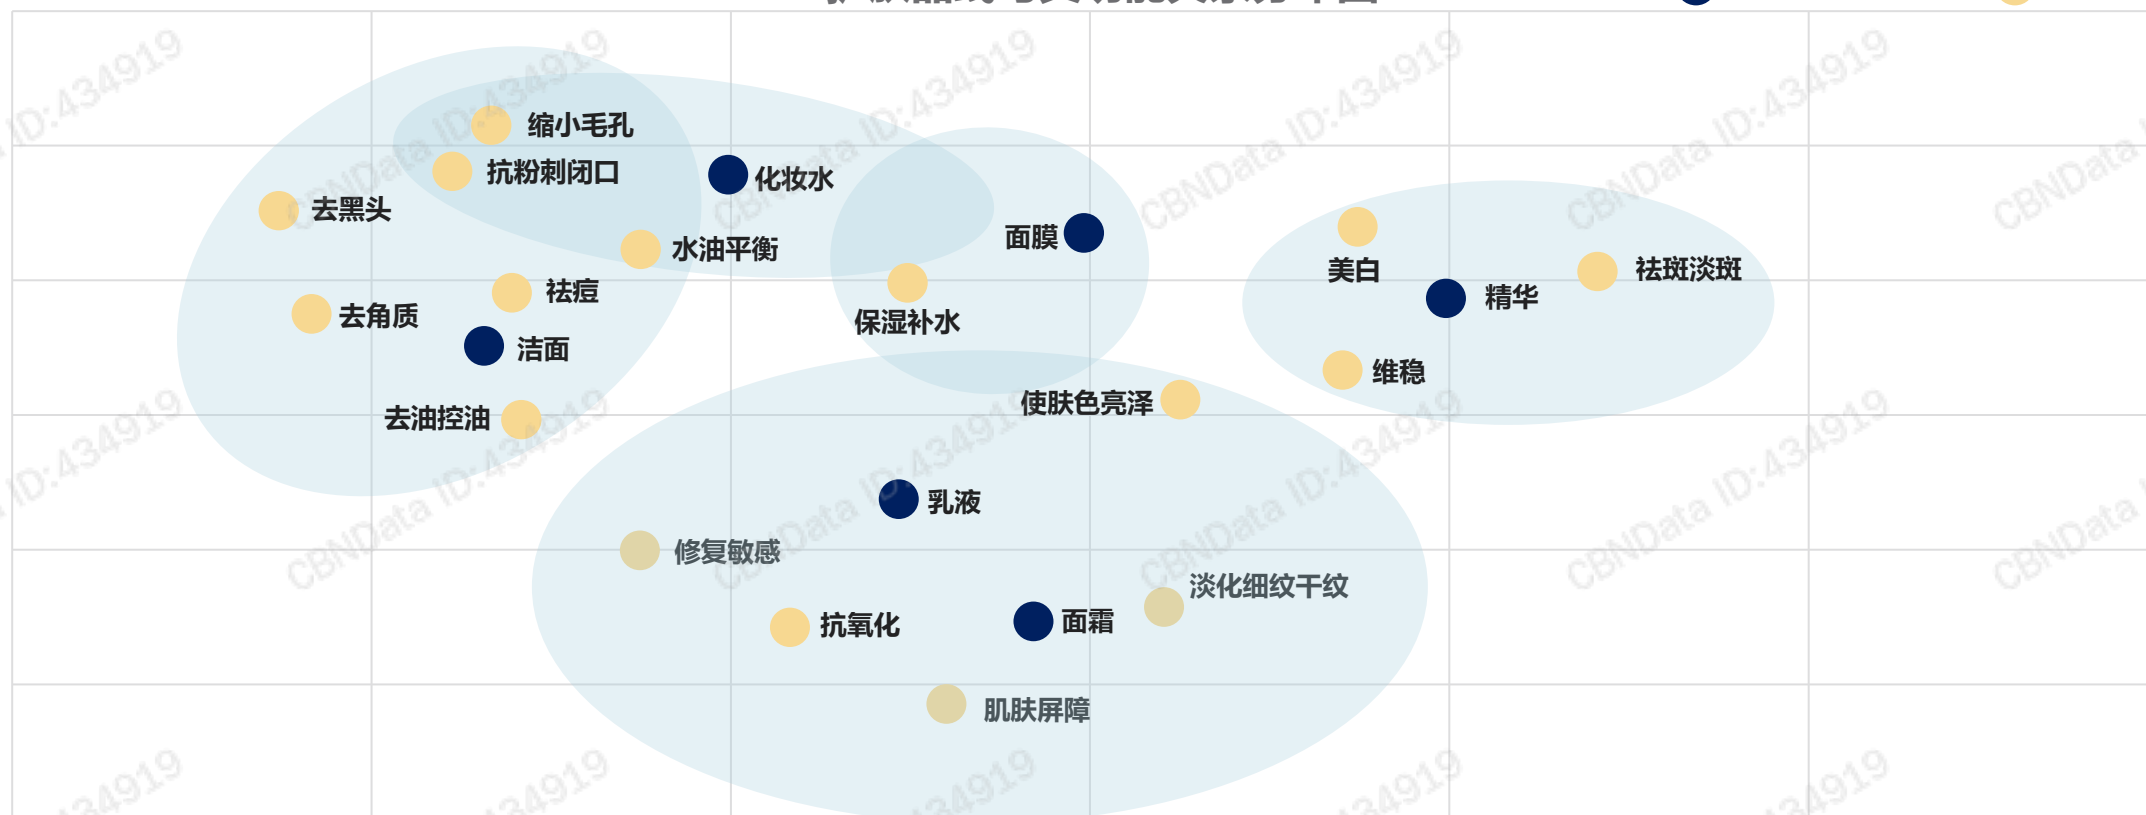 CBNData ID:434919
缩小毛孔
抗粉刺闭口
化妆水
去黑头
面膜
水油平衡
美白
祛斑淡斑
祛痘
精华
去角质
保湿补水
洁面
维稳
使肤色亮泽
去油控油
乳液
修复敏感
淡化细纹干纹
面霜
抗氧化
肌肤屏障